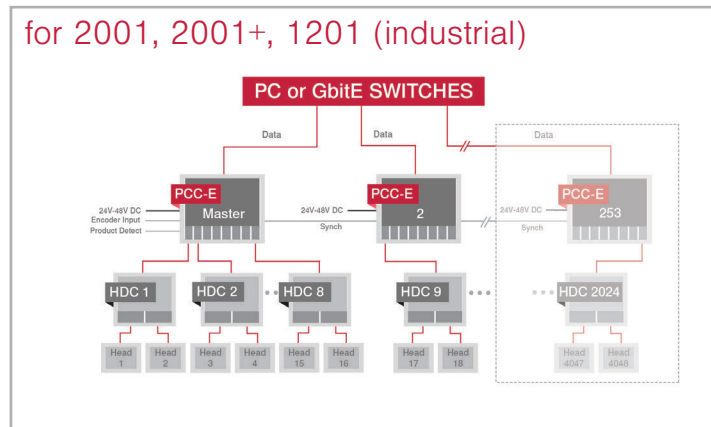 for 2001, 2001+, 1201 (industrial)
PC or GbitE SWITCHES
Data
Data
Data
PCC-E
Master
PCC-E
2
PCC-E
253
24V-48V DC
Encoder Input
Product Detect
24V-48V DC
Synch
24V-48V DC
Synch
HDC 1
HDC 2
HDC 8
HDC 9
HDC 2024
Head
1
Head
2
Head
3
Head
4
Head
15
Head
16
Head
17
Head
18
Head
4047
Head
4048